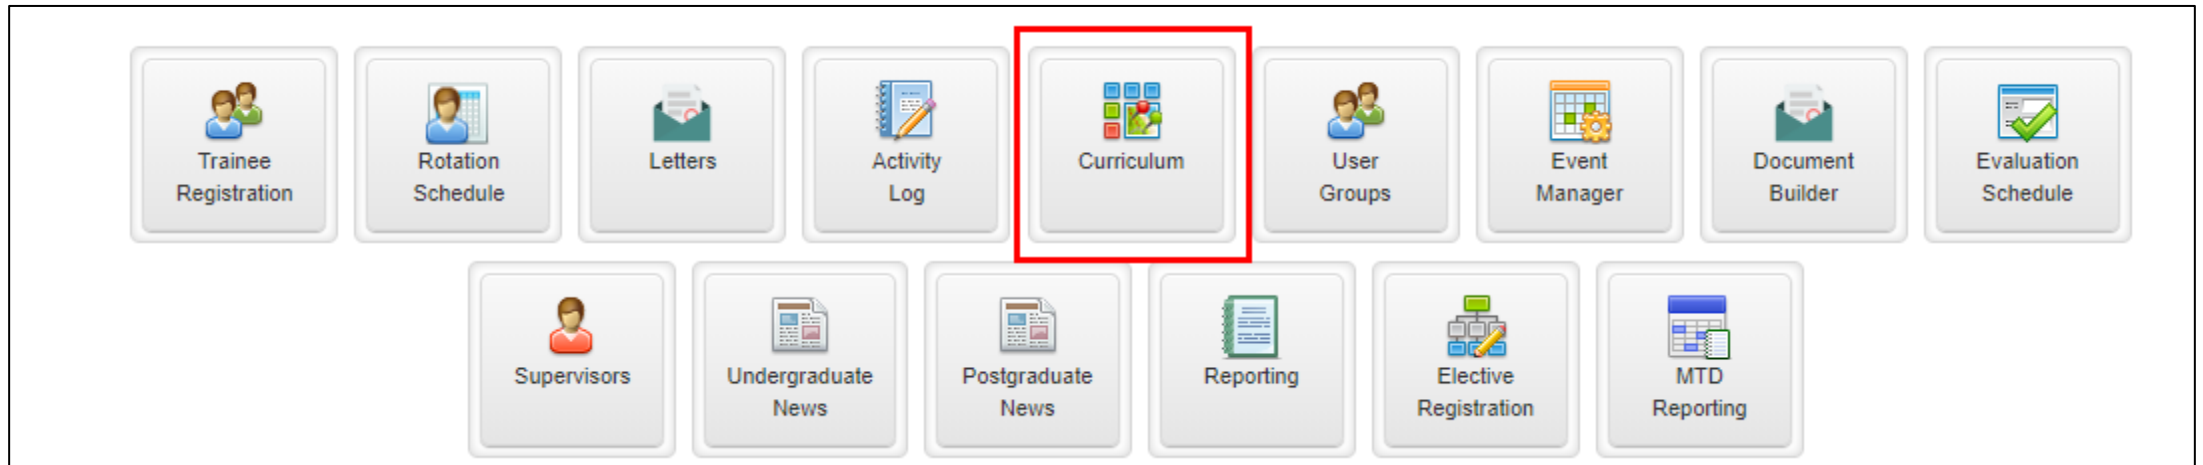 Trainee
Registration
Rotation
Schedule
Letters
Activity
Log
Curriculum
User
Groups
Event
Manager
Document
Builder
Evaluation
Schedule
Supervisors
Undergraduate
News
Postgraduate
News
Reporting
Elective
Registration
MTD
Reporting